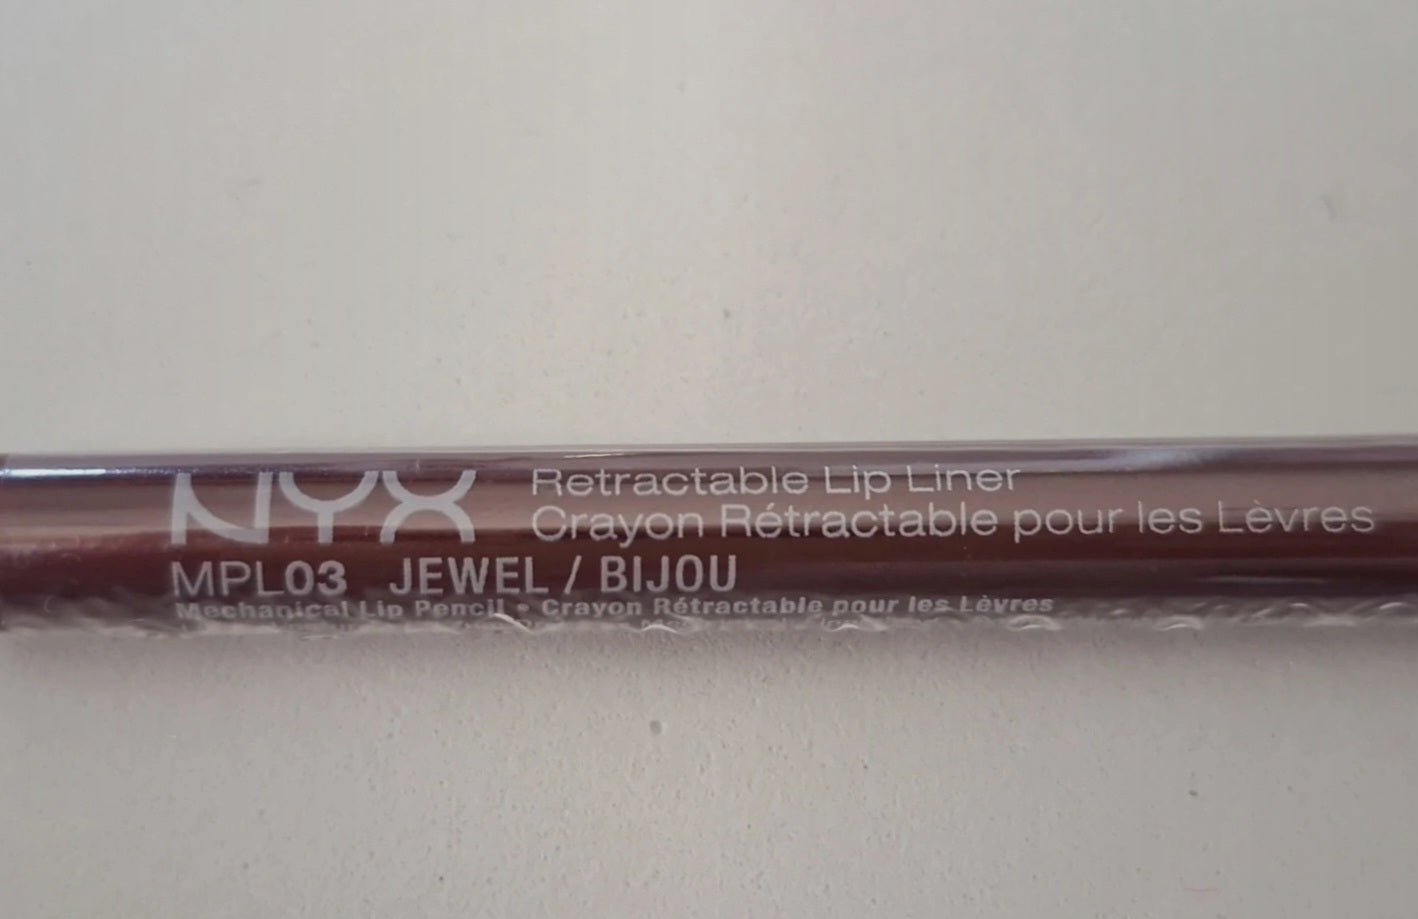 NYX
Retractable Lip Liner
Crayon Rétractable pour les Lèvres
MPL03 JEWEL / BIJOU
Mechanical Lip Pencil • Crayon Rétractable pour les Lèvres